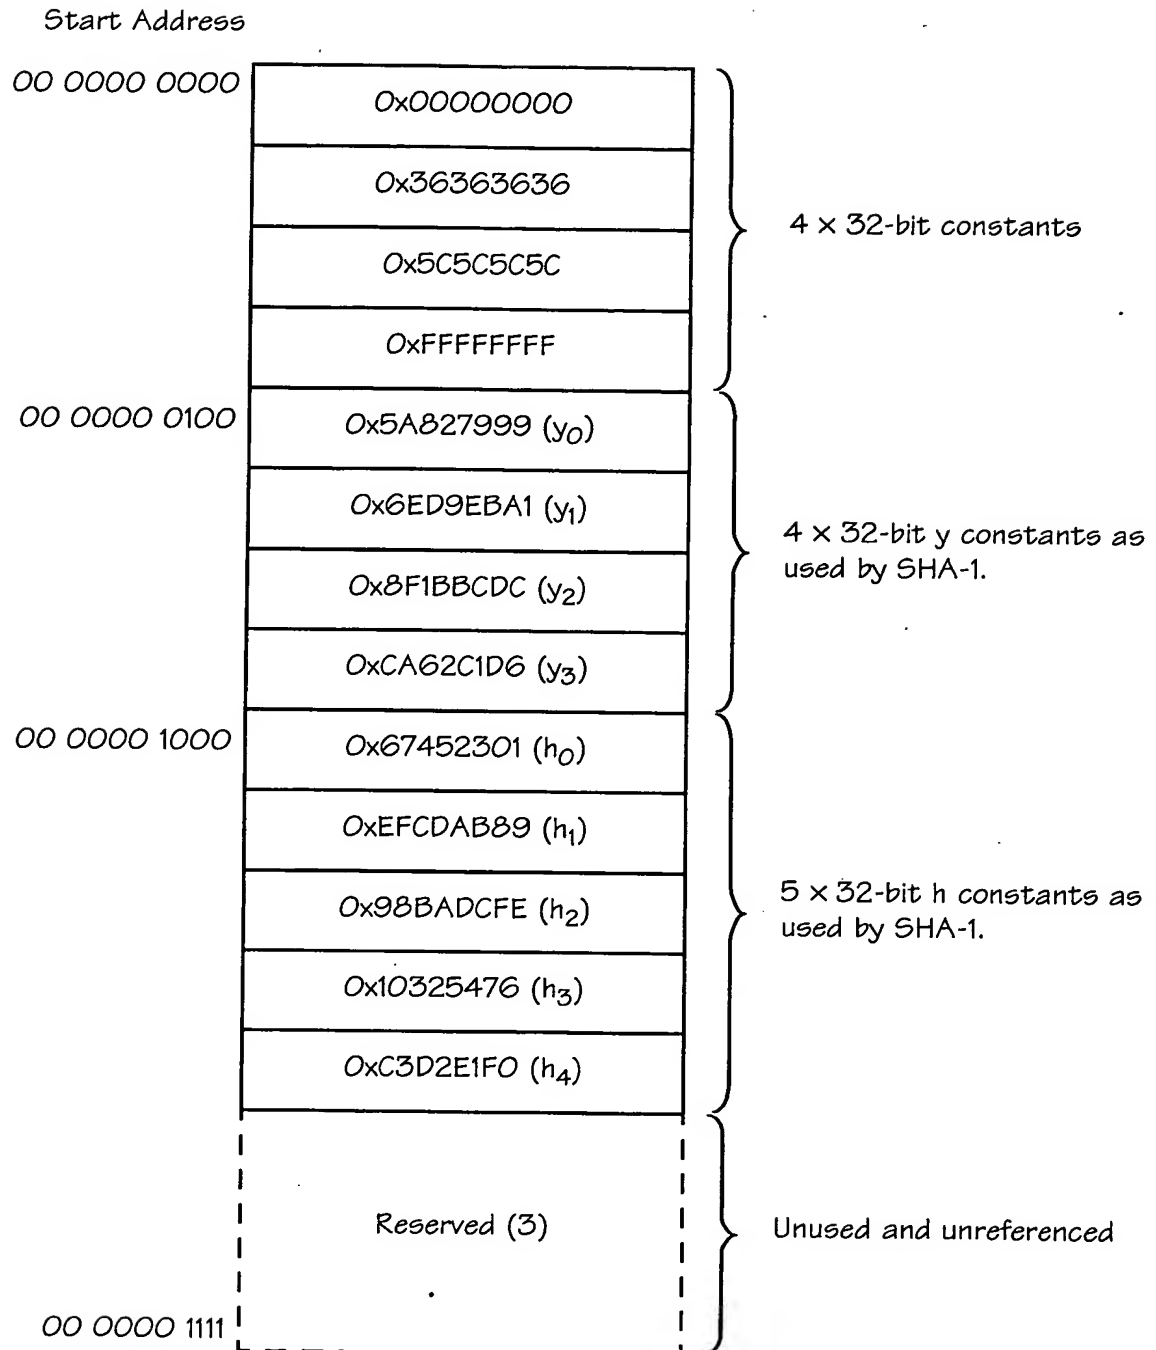 Start Address
00 0000 0000
0x00000000
0x36363636
0x5C5C5C5C
0xFFFFFFFF
4 × 32-bit constants
00 0000 0100
0x5A827999 (y0)
0x6ED9EBA1 (y1)
0x8F1BBCDC (y2)
0xCA62C1D6 (y3)
4 × 32-bit y constants as
used by SHA-1.
00 0000 1000
0x67452301 (h0)
0xEFCDAB89 (h1)
0x98BADCFE (h2)
0x10325476 (h3)
0xC3D2E1F0 (h4)
5 × 32-bit h constants as
used by SHA-1.
Reserved (3)
Unused and unreferenced
00 0000 1111